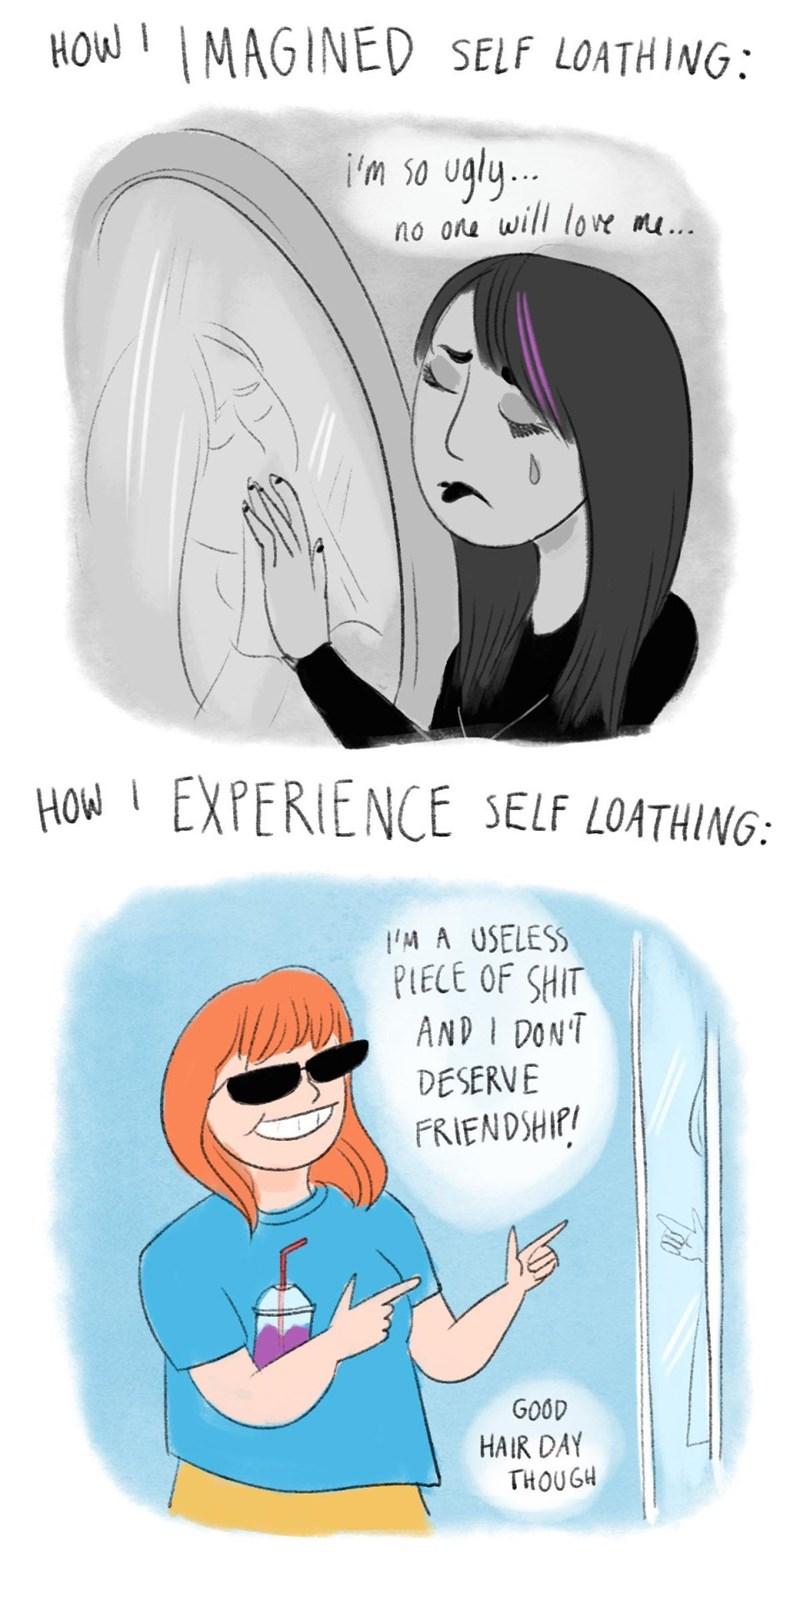 HOW I IMAGINED SELF LOATHING:
i'm so ugly...
no one will love me...
HOW I EXPERIENCE SELF LOATHING:
I'M A USELESS
PIECE OF SHIT
AND I DON'T
DESERVE
FRIENDSHIP!
GOOD
HAIR DAY
THOUGH